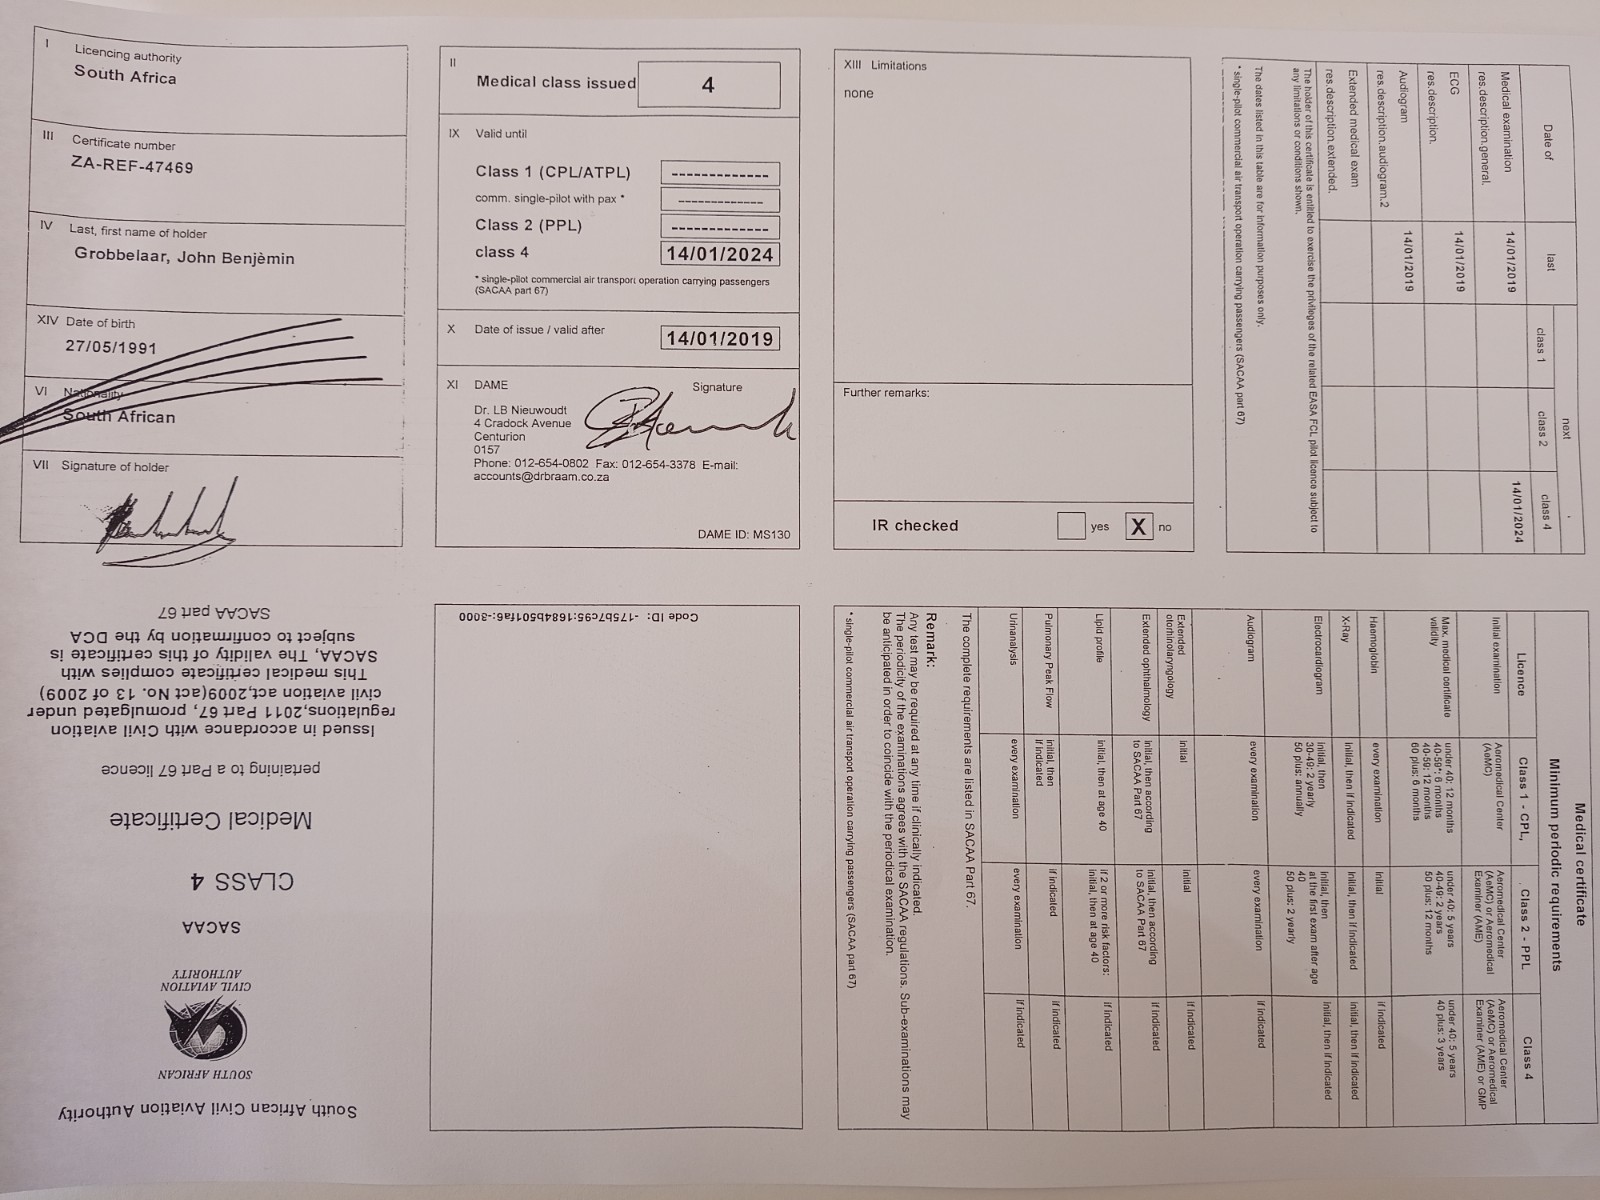 I Licencing authority
South Africa
III Certificate number
ZA-REF-47469
IV Last, first name of holder
Grobbelaar, John Benjèmin
XIV Date of birth
27/05/1991
VI Nationality
South African
VII Signature of holder
II Medical class issued 4
IX Valid until
Class 1 (CPL/ATPL) -------------
comm. single-pilot with pax * -------------
Class 2 (PPL) -------------
class 4 14/01/2024
* single-pilot commercial air transport operation carrying passengers
(SACAA part 67)
X Date of issue / valid after 14/01/2019
XI DAME Signature
Dr. LB Nieuwoudt
4 Cradock Avenue
Centurion
0157
Phone: 012-654-0802 Fax: 012-654-3378 E-mail:
accounts@drbraam.co.za
DAME ID: MS130
XIII Limitations
none
Further remarks:
IR checked yes X no
Date of last next
class 1 class 2 class 4
Medical examination 14/01/2019 14/01/2024
res.description.general.
ECG 14/01/2019
res.description.
Audiogram 14/01/2019
res.description.audiogram.2
Extended medical exam
res.description.extended.
The holder of this certificate is entitled to exercise the privileges of the related EASA FCL pilot licence subject to
any limitations or conditions shown.
The dates listed in this table are for information purposes only.
* single-pilot commercial air transport operation carrying passengers (SACAA part 67)
South African Civil Aviation Authority
SOUTH AFRICAN
CIVIL AVIATION
AUTHORITY
SACAA
CLASS 4
Medical Certificate
pertaining to a Part 67 licence
Issued in accordance with Civil aviation
regulations,2011 Part 67, promulgated under
civil aviation act,2009(act No. 13 of 2009)
This medical certificate complies with
SACAA, The validity of this certificate is
subject to confirmation by the DCA
SACAA part 67
Code ID: -175b7c95:1684b501fa6:-3000
Medical certificate
Minimum periodic requirements
Licence Class 1 - CPL, Class 2 - PPL Class 4
Initial examination Aeromedical Center Aeromedical Center Aeromedical Center
(AeMC) (AeMC) or Aeromedical (AeMC) or Aeromedical
Examiner (AME) Examiner (AME) or GMP
Max. medical certificate under 40: 12 months under 40: 5 years under 40: 5 years
validity 40-59*: 6 months 40-49: 2 years 40 plus: 3 years
40-59: 12 months 50 plus: 12 months
60 plus: 6 months
Haemoglobin every examination Initial if indicated
X-Ray Initial, then if indicated Initial, then if indicated Initial, then if indicated
Electrocardiogram Initial, then Initial, then Initial, then if indicated
30-49: 2 yearly at the first exam after age
50 plus: annually 40
50 plus: 2 yearly
Audiogram every examination every examination If indicated
Extended Initial Initial If indicated
otorhinolaryngology
Extended ophthalmology Initial, then according Initial, then according If indicated
to SACAA Part 67 to SACAA Part 67
Lipid profile initial, then at age 40 if 2 or more risk factors: If indicated
Initial, then at age 40
Pulmonary Peak Flow initial, then if indicated If indicated
if indicated
Urinanalysis every examination every examination If indicated
The complete requirements are listed in SACAA Part 67.
Remark:
Any test may be required at any time if clinically indicated.
The periodicity of the examinations agrees with the SACAA regulations. Sub-examinations may
be anticipated in order to coincide with the periodical examination.
* single-pilot commercial air transport operation carrying passengers (SACAA part 67)